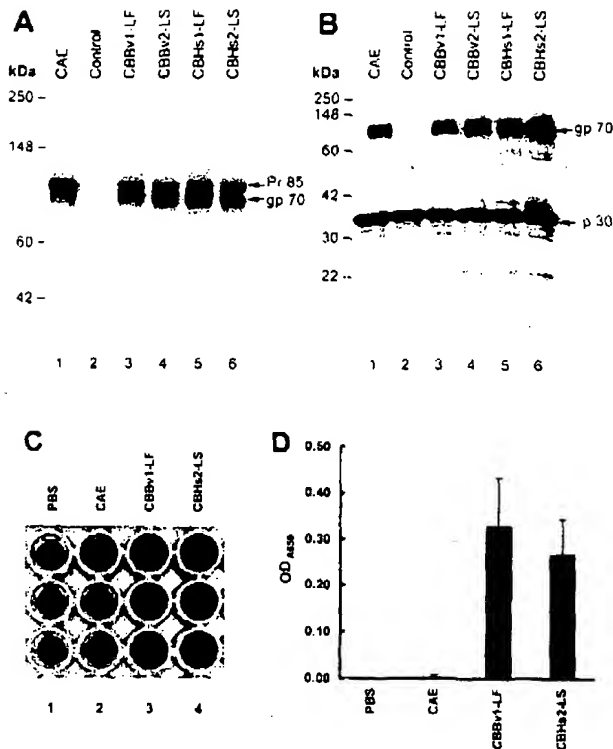 A
kDa
CAE
Control
CBBv1-LF
CBBv2-LS
CBHs1-LF
CBHs2-LS
250
148
60
42
Pr 85
gp 70
1 2 3 4 5 6
B
kDa
CAE
Control
CBBv1-LF
CBBv2-LS
CBHs1-LF
CBHs2-LS
250
148
60
42
30
22
gp 70
p 30
1 2 3 4 5 6
C
PBS
CAE
CBBv1-LF
CBHs2-LS
1 2 3 4
D
0.50
0.40
0.30
0.20
0.10
0.00
OD A650
PBS
CAE
CBBv1-LF
CBHs2-LS